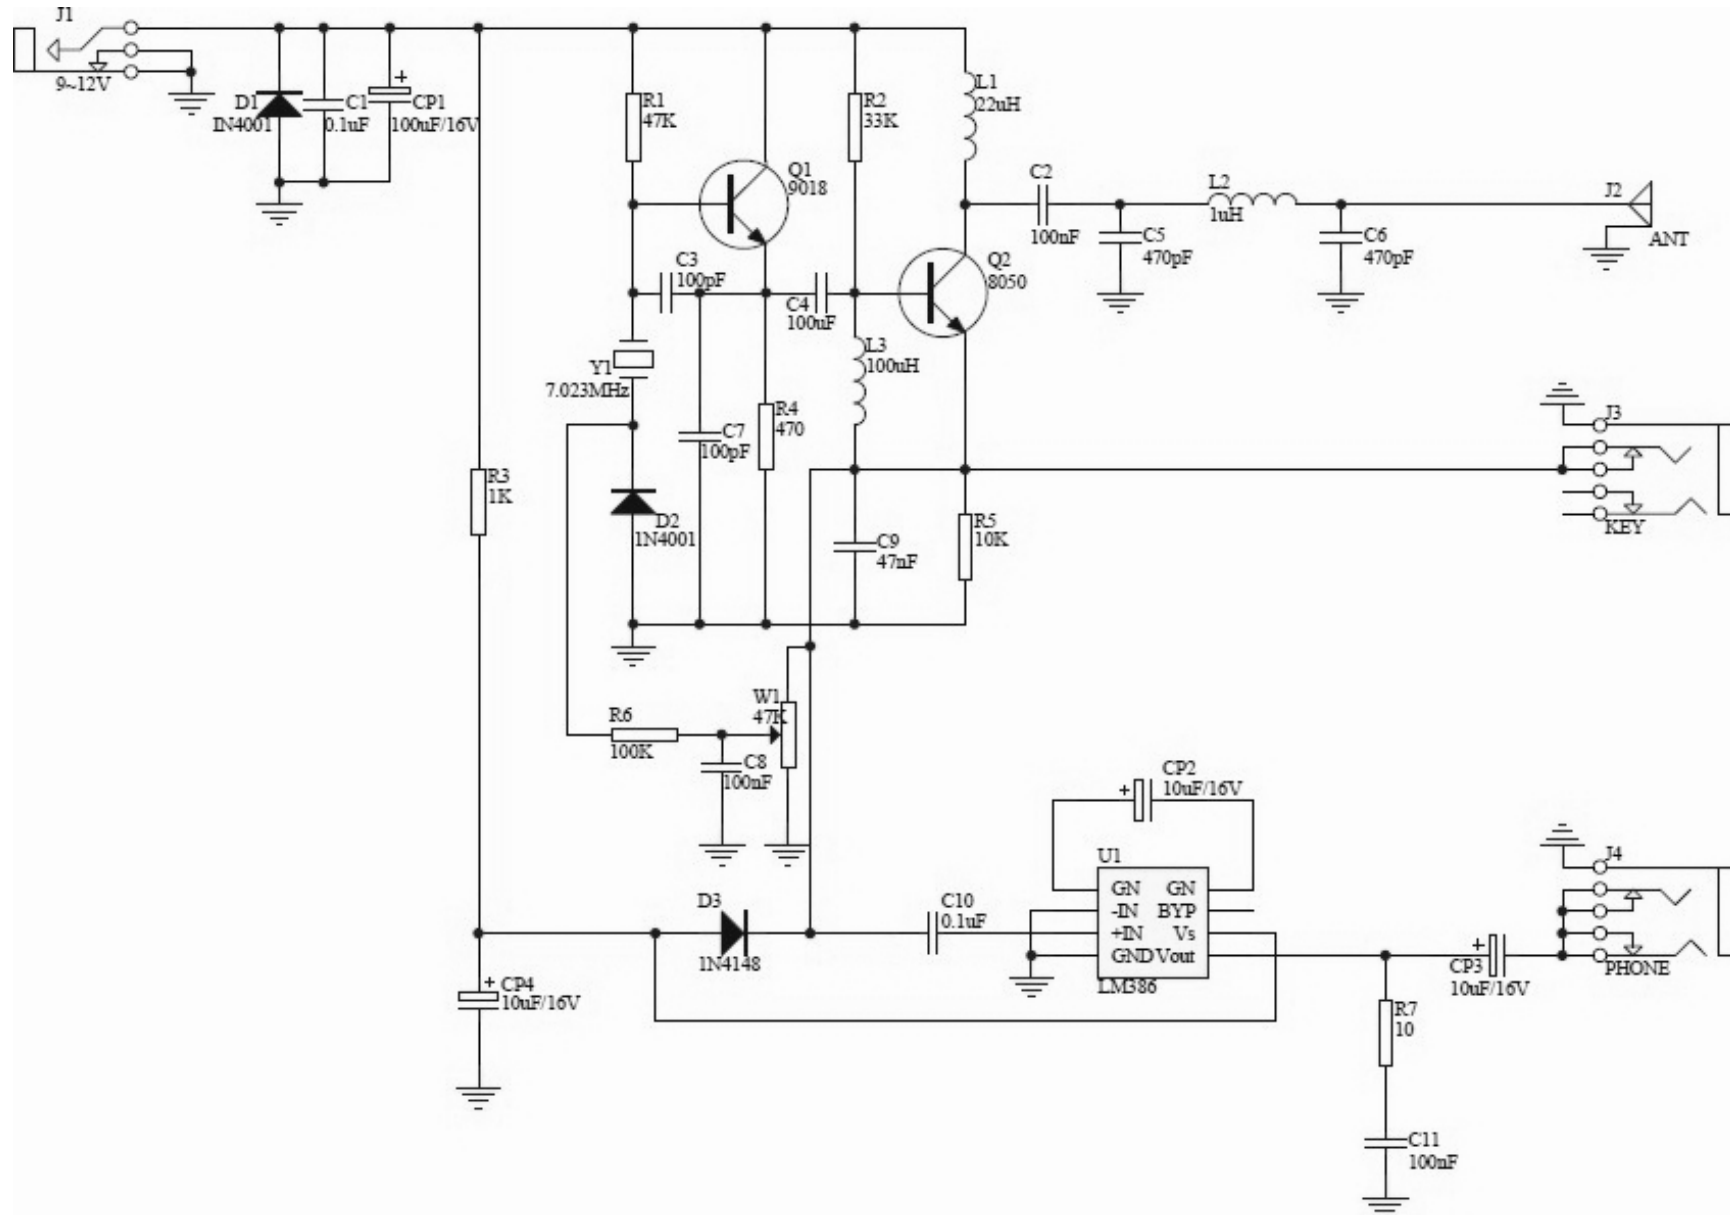 J1
9~12V
D1
IN4001
C1
0.1uF
+
CP1
100uF/16V
R1
47K
Q1
9018
R2
33K
L1
22uH
C2
100nF
L2
1uH
J2
ANT
C5
470pF
C6
470pF
C3
100pF
C4
100uF
Q2
8050
L3
100uH
Y1
7.023MHz
R4
470
C7
100pF
J3
KEY
R3
1K
D2
1N4001
C9
47nF
R5
10K
W1
47K
R6
100K
C8
100nF
CP2
+ 10uF/16V
U1
GN GN
-IN BYP
+IN Vs
GND Vout
LM386
D3
1N4148
C10
0.1uF
J4
PHONE
+
CP3
10uF/16V
+ CP4
10uF/16V
R7
10
C11
100nF